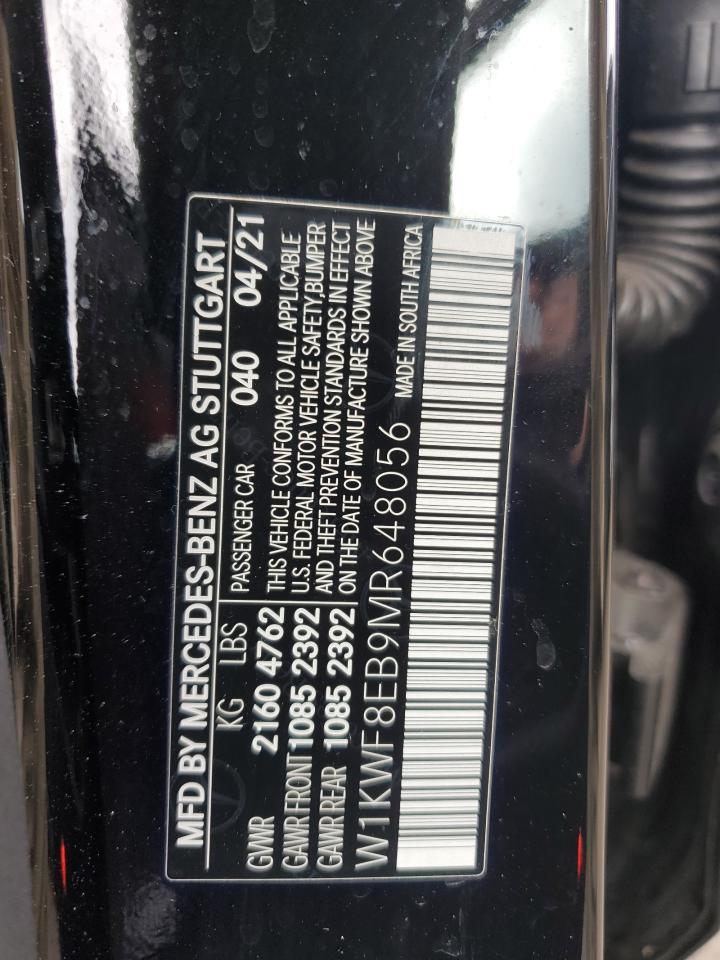 MFD BY MERCEDES-BENZ AG STUTTGART
KG LBS PASSENGER CAR 040 04/21
GVWR 2160 4762
GAWR FRONT 1085 2392
GAWR REAR 1085 2392
THIS VEHICLE CONFORMS TO ALL APPLICABLE
U.S. FEDERAL MOTOR VEHICLE SAFETY, BUMPER
AND THEFT PREVENTION STANDARDS IN EFFECT
ON THE DATE OF MANUFACTURE SHOWN ABOVE
W1KWF8EB9MR648056 MADE IN SOUTH AFRICA